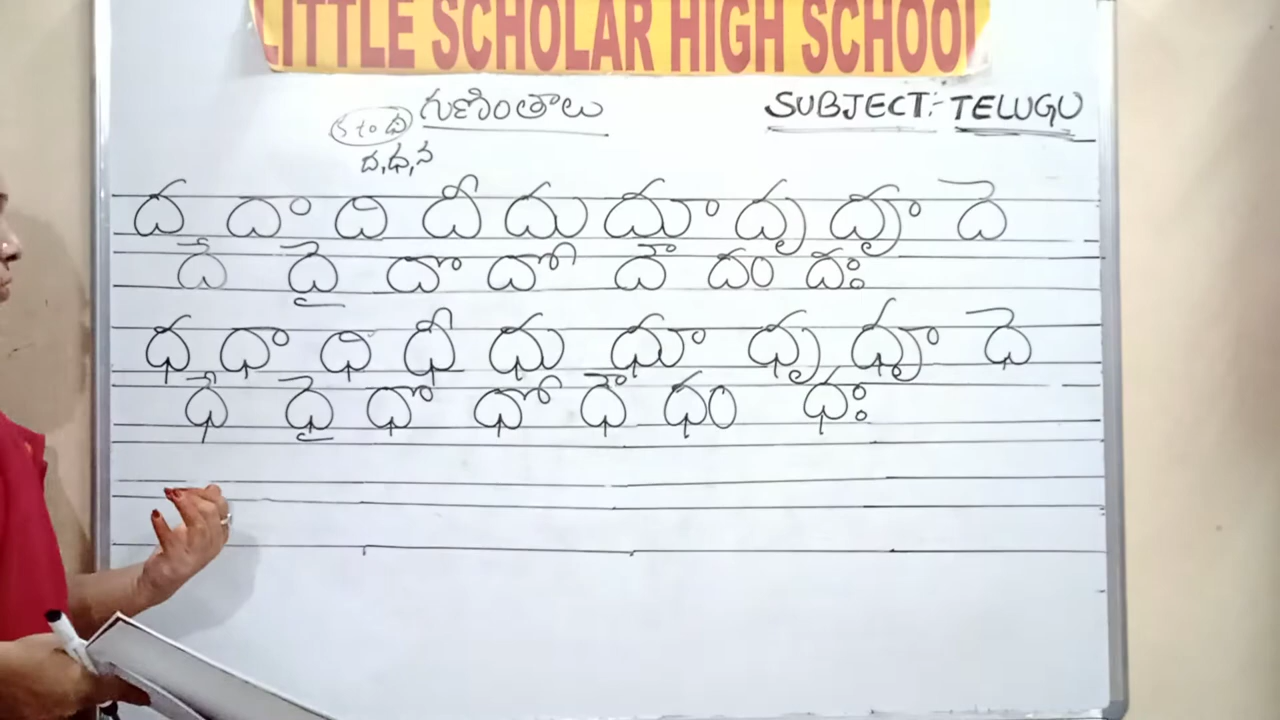 LITTLE SCHOLAR HIGH SCHOOL
గుణింతాలు SUBJECT:- TELUGU
ద, ధ, న
ద దా ది దీ దు దూ దృ దౄ దె
దే దై దొ దో దౌ దం దః
ధ ధా ధి ధీ ధు ధూ ధృ ధౄ ధె
ధే ధై ధొ ధో ధౌ ధం ధః